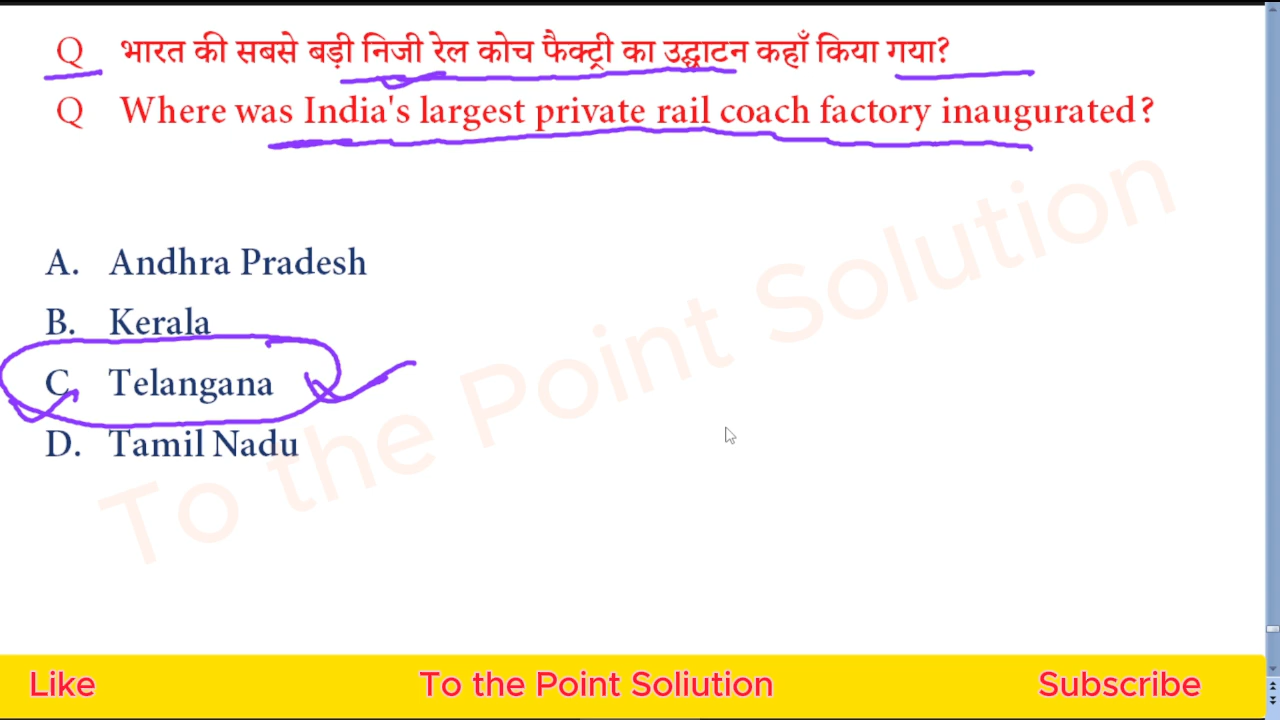 Q भारत की सबसे बड़ी निजी रेल कोच फैक्ट्री का उद्घाटन कहाँ किया गया?
Q Where was India's largest private rail coach factory inaugurated?
A. Andhra Pradesh
B. Kerala
C. Telangana
D. Tamil Nadu
To the Point Solution
Like To the Point Soliution Subscribe